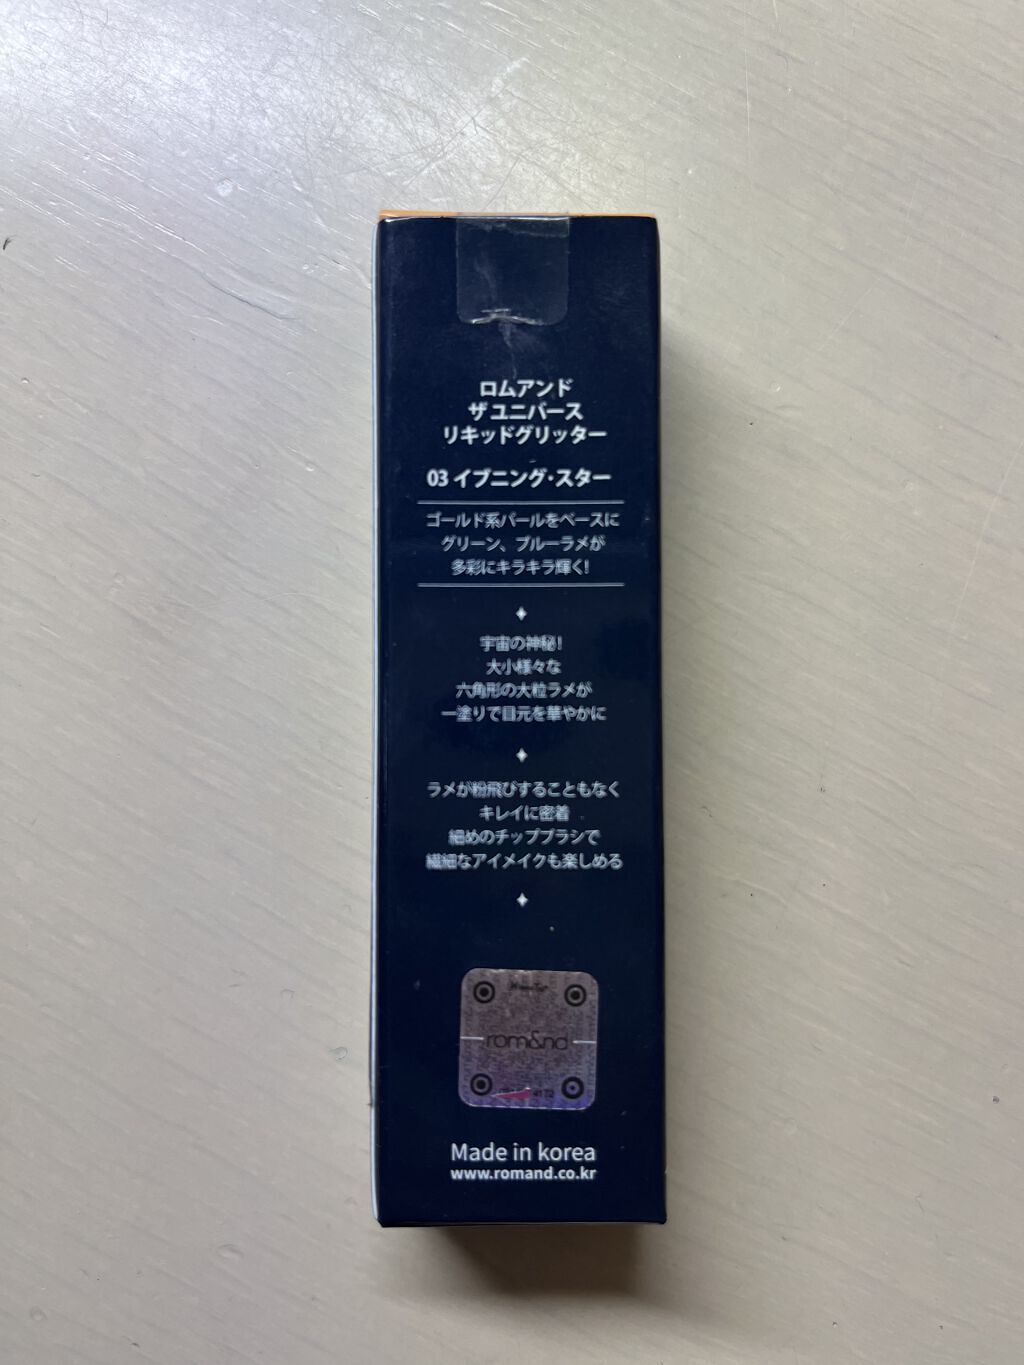 ロムアンド
ザ ユニバース
リキッドグリッター
03 イブニング・スター
ゴールド系パールをベースに
グリーン、ブルーラメが
多彩にキラキラ輝く!
宇宙の神秘!
大小様々な
六角形の大粒ラメが
一塗りで目元を華やかに
ラメが粉飛びすることもなく
キレイに密着
細めのチップブラシで
繊細なアイメイクも楽しめる
rom&nd
Made in korea
www.romand.co.kr